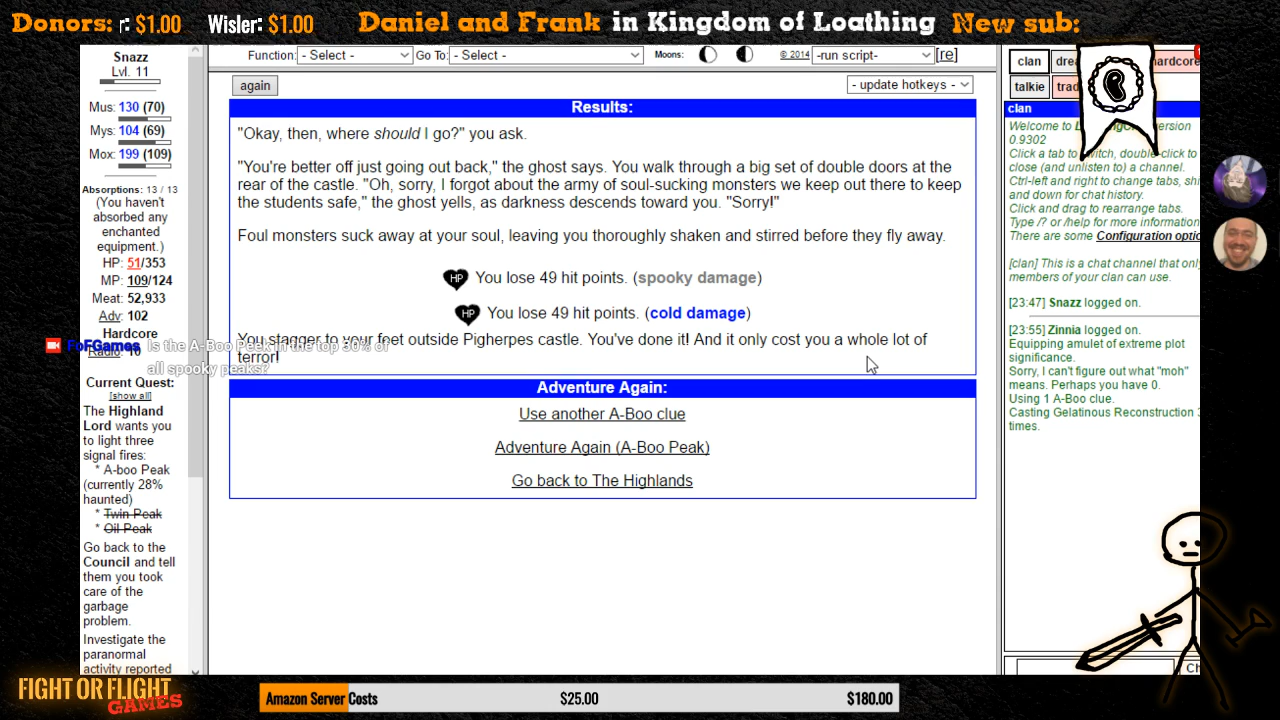 Donors: r: $1.00 Wisler: $1.00 Daniel and Frank in Kingdom of Loathing New sub:
Snazz
Lvl. 11
Mus: 130 (70)
Mys: 104 (69)
Mox: 199 (109)
Absorptions: 13 / 13
(You haven't
absorbed any
enchanted
equipment.)
HP: 51/353
MP: 109/124
Meat: 52,933
Adv: 102
Hardcore
Radio: 10
FoFGames Is the A-Boo Peek in the top 30% of
all spooky peaks?
Current Quest:
[show all]
The Highland
Lord wants you
to light three
signal fires:
* A-boo Peak
(currently 28%
haunted)
* Twin Peak
* Oil Peak
Go back to the
Council and tell
them you took
care of the
garbage
problem.
Investigate the
paranormal
activity reported
Function: - Select - Go To: - Select - Moons: © 2014 -run script- [re]
again - update hotkeys -
Results:
"Okay, then, where should I go?" you ask.
"You're better off just going out back," the ghost says. You walk through a big set of double doors at the
rear of the castle. "Oh, sorry, I forgot about the army of soul-sucking monsters we keep out there to keep
the students safe," the ghost yells, as darkness descends toward you. "Sorry!"
Foul monsters suck away at your soul, leaving you thoroughly shaken and stirred before they fly away.
HP You lose 49 hit points. (spooky damage)
HP You lose 49 hit points. (cold damage)
You stagger to your feet outside Pigherpes castle. You've done it! And it only cost you a whole lot of
terror!
Adventure Again:
Use another A-Boo clue
Adventure Again (A-Boo Peak)
Go back to The Highlands
clan drea hardcore
talkie trad
clan
Welcome to version
0.9302
Click a tab to switch, double-click to
close (and unlisten to) a channel.
Ctrl-left and right to change tabs, shi
and down for chat history.
Click and drag to rearrange tabs.
Type /? or /help for more information
There are some Configuration optio
[clan] This is a chat channel that only
members of your clan can use.
[23:47] Snazz logged on.
[23:55] Zinnia logged on.
Equipping amulet of extreme plot
significance.
Sorry, I can't figure out what "moh"
means. Perhaps you have 0.
Using 1 A-Boo clue.
Casting Gelatinous Reconstruction 3
times.
Ch
FIGHT OR FLIGHT
GAMES
Amazon Server Costs $25.00 $180.00